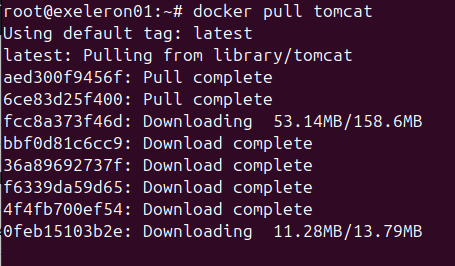 root@exeleron01:~# docker pull tomcat
Using default tag: latest
latest: Pulling from library/tomcat
aed300f9456f: Pull complete
6ce83d25f400: Pull complete
fcc8a373f46d: Downloading  53.14MB/158.6MB
bbf0d81c6cc9: Download complete
36a89692737f: Download complete
f6339da59d65: Download complete
4f4fb700ef54: Download complete
0feb15103b2e: Downloading  11.28MB/13.79MB